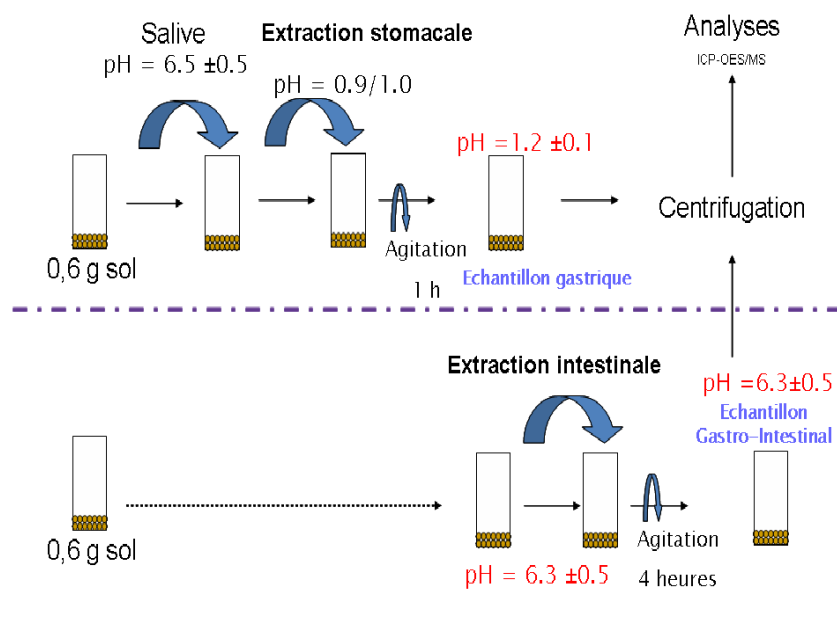 Salive
pH = 6.5 ±0.5
Extraction stomacale
pH = 0.9/1.0
Analyses
ICP-OES/MS
pH =1.2 ±0.1
Centrifugation
0,6 g sol
Agitation
1 h
Echantillon gastrique
Extraction intestinale
pH =6.3±0.5
Echantillon
Gastro-Intestinal
0,6 g sol
pH = 6.3 ±0.5
Agitation
4 heures